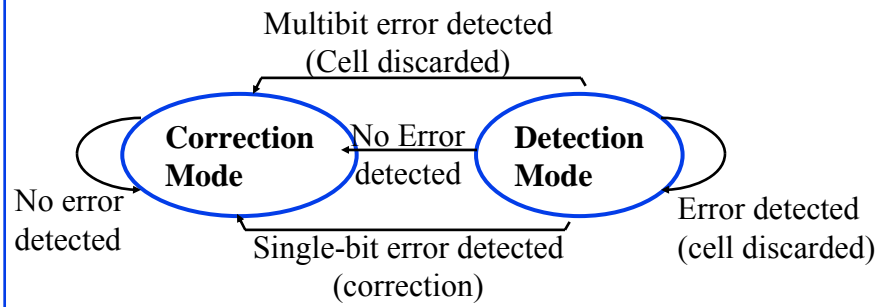 Multibit error detected
(Cell discarded)
Correction
Mode
No Error
detected
Detection
Mode
No error
detected
Error detected
(cell discarded)
Single-bit error detected
(correction)